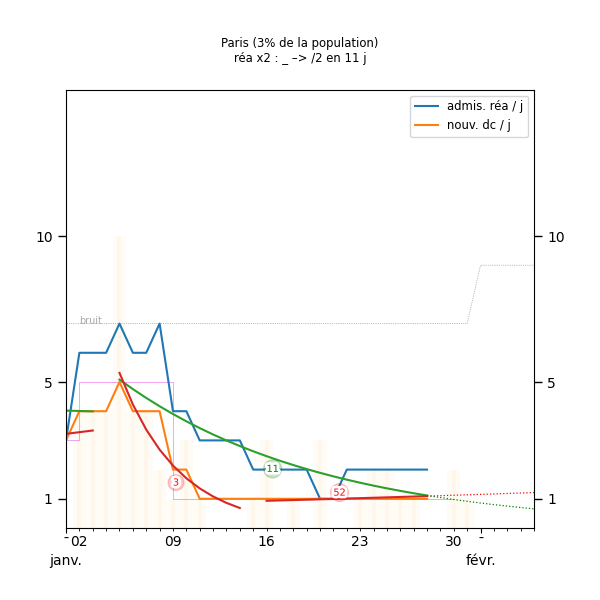 Paris (3% de la population)
réa x2 : _ –> /2 en 11 j
admis. réa / j
nouv. dc / j
10
10
bruit
5
5
11
3
52
1
1
- 02 09 16 23 30 -
janv. févr.